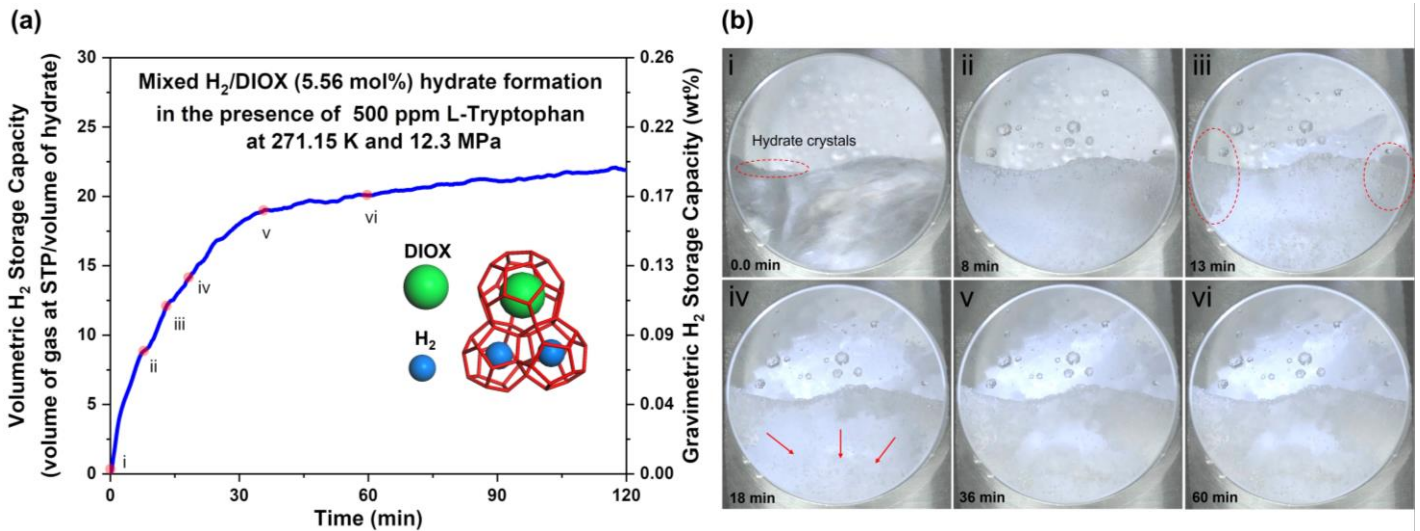 (a)
Volumetric H₂ Storage Capacity
(volume of gas at STP/volume of hydrate)
30
25
20
15
10
5
0
Mixed H₂/DIOX (5.56 mol%) hydrate formation
in the presence of 500 ppm L-Tryptophan
at 271.15 K and 12.3 MPa
i
ii
iii
iv
v
vi
DIOX
H₂
0
30
60
90
120
Time (min)
0.26
0.22
0.17
0.13
0.09
0.04
0.00
Gravimetric H₂ Storage Capacity (wt%)
(b)
i
Hydrate crystals
0.0 min
ii
8 min
iii
13 min
iv
18 min
v
36 min
vi
60 min